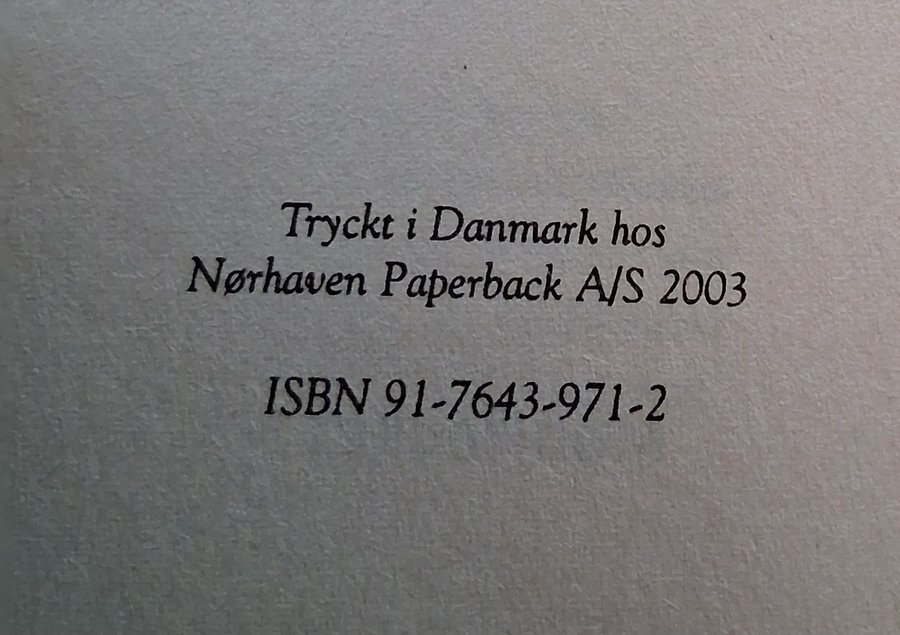 Tryckt i Danmark hos
Nørhaven Paperback A/S 2003
ISBN 91-7643-971-2